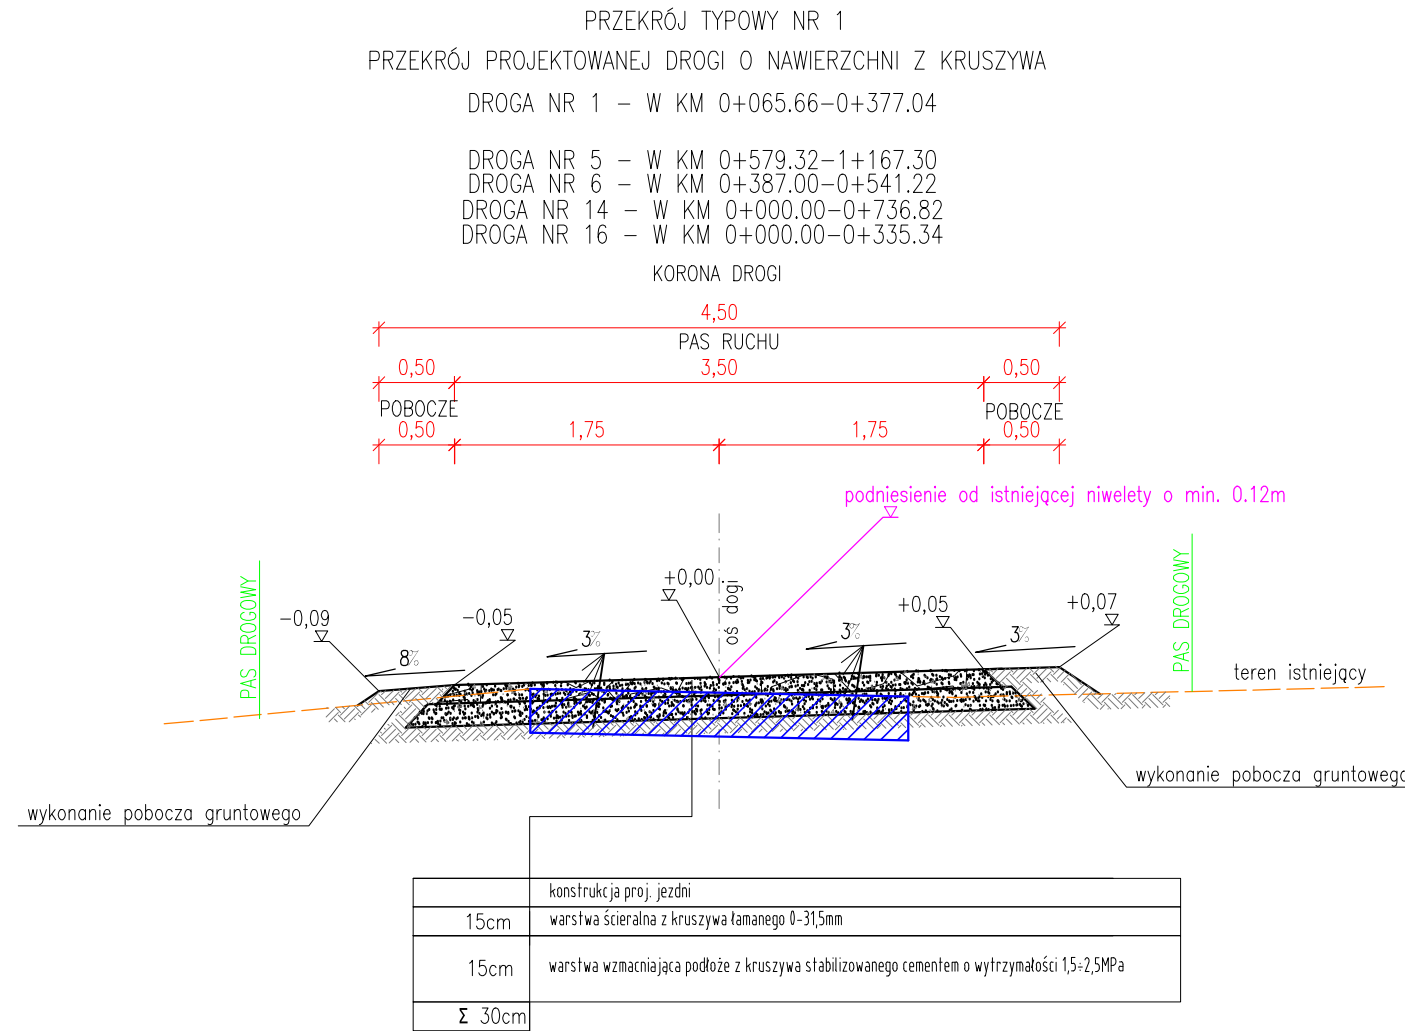 PRZEKRÓJ TYPOWY NR 1
PRZEKRÓJ PROJEKTOWANEJ DROGI O NAWIERZCHNI Z KRUSZYWA
DROGA NR 1 – W KM 0+065.66–0+377.04
DROGA NR 5 – W KM 0+579.32–1+167.30
DROGA NR 6 – W KM 0+387.00–0+541.22
DROGA NR 14 – W KM 0+000.00–0+736.82
DROGA NR 16 – W KM 0+000.00–0+335.34
KORONA DROGI
4,50
PAS RUCHU
0,50 3,50 0,50
POBOCZE POBOCZE
0,50 1,75 1,75 0,50
podniesienie od istniejącej niwelety o min. 0.12m
PAS DROGOWY
PAS DROGOWY
oś dogi
+0,00
-0,09 -0,05 +0,05 +0,07
8% 3% 3% 3%
teren istniejący
wykonanie pobocza gruntowego
wykonanie pobocza gruntowego
konstrukcja proj. jezdni
15cm warstwa ścieralna z kruszywa łamanego 0-31,5mm
15cm warstwa wzmacniająca podłoże z kruszywa stabilizowanego cementem o wytrzymałości 1,5÷2,5MPa
Σ 30cm